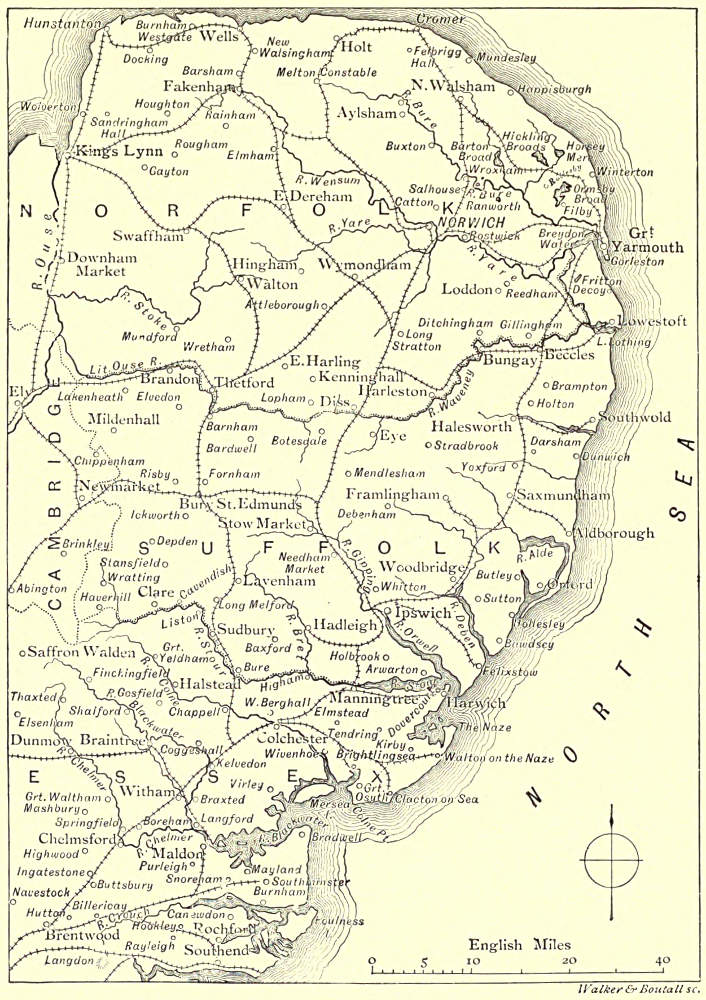 Hunstanton
Burnham
Westgate
Wells
Cromer
New
Walsingham
Holt
Felbrigg
Hall
Mundesley
Docking
Barsham
Melton Constable
Fakenham
N. Walsham
Happisburgh
Wolverton
Houghton
Sandringham
Hall
Rainham
Aylsham
R. Bure
Hickling
Broads
Horsey
Mere
King's Lynn
Rougham
Elmham
Buxton
Barton
Broad
Wroxham
Gayton
R. Wensum
Salhouse
R. Bure
Ranworth
Winterton
Ormsby
Broad
Filby
E. Dereham
Catton
NORFOLK
NORWICH
R. Ouse
Swaffham
R. Yare
Bostwick
Breydon
Water
Grt.
Yarmouth
Gorleston
Downham
Market
Hingham
Wymondham
R. Yare
Walton
Loddon
Reedham
Fritton
Decoy
R. Stoke
Attleborough
Mundford
Wretham
Long
Stratton
Ditchingham
Gillingham
Lowestoft
L. Lothing
Lit. Ouse R.
E. Harling
Bungay
Beccles
Ely
Brandon
Thetford
Kenninghall
Harleston
R. Waveney
Lakenheath
Elvedon
Lopham
Diss
Brampton
Holton
Mildenhall
Barnham
Bardwell
Botesdale
Eye
Halesworth
Southwold
Stradbrook
Darsham
Dunwich
Chippenham
Risby
Fornham
Mendlesham
Yoxford
Newmarket
Bury St. Edmunds
Framlingham
Saxmundham
Ickworth
Stow Market
Debenham
Aldborough
Brinkley
Depden
SUFFOLK
CAMBRIDGE
Stansfield
Wratting
Needham
Market
R. Gipping
Woodbridge
R. Alde
Cavendish
Lavenham
Whitton
Butley
Orford
Abington
Haverhill
Clare
Long Melford
Sutton
Liston
Sudbury
R. Bret
Hadleigh
Ipswich
R. Deben
Hollesley
R. Orwell
Bawdsey
Saffron Walden
Grt.
Yeldham
R. Stour
Boxford
Bure
Holbrook
Felixstow
Finchingfield
R. Colne
Halstead
Higham
Arwarton
R. Stour
Thaxted
R. Gosfield
Manningtree
Harwich
Shalford
Chappell
W. Berghall
Elmstead
Dovercourt
Elsenham
Blackwater
Colchester
Tendring
The Naze
Dunmow
Braintree
Coggeshall
Wivenhoe
Kirby
Brightlingsea
Walton on the Naze
Kelvedon
R. Chelmer
ESSEX
Virley
Grt. Waltham
Mashbury
Witham
Braxted
Mersea
I.
Grt.
Osyth
Clacton on Sea
Springfield
Boreham
Langford
R. Blackwater
Colne Pt.
Bradwell
Chelmsford
R. Chelmer
Maldon
Highwood
Purleigh
Ingatestone
Snoreham
Mayland
Buttsbury
Southminster
Navestock
Burnham
Billericay
R. Crouch
Canewdon
Hutton
Hockley
Rochford
Foulness
I.
Brentwood
Rayleigh
Southend
Langdon
NORTH SEA
English Miles
0 5 10 20 30 40
Walker & Boutall sc.